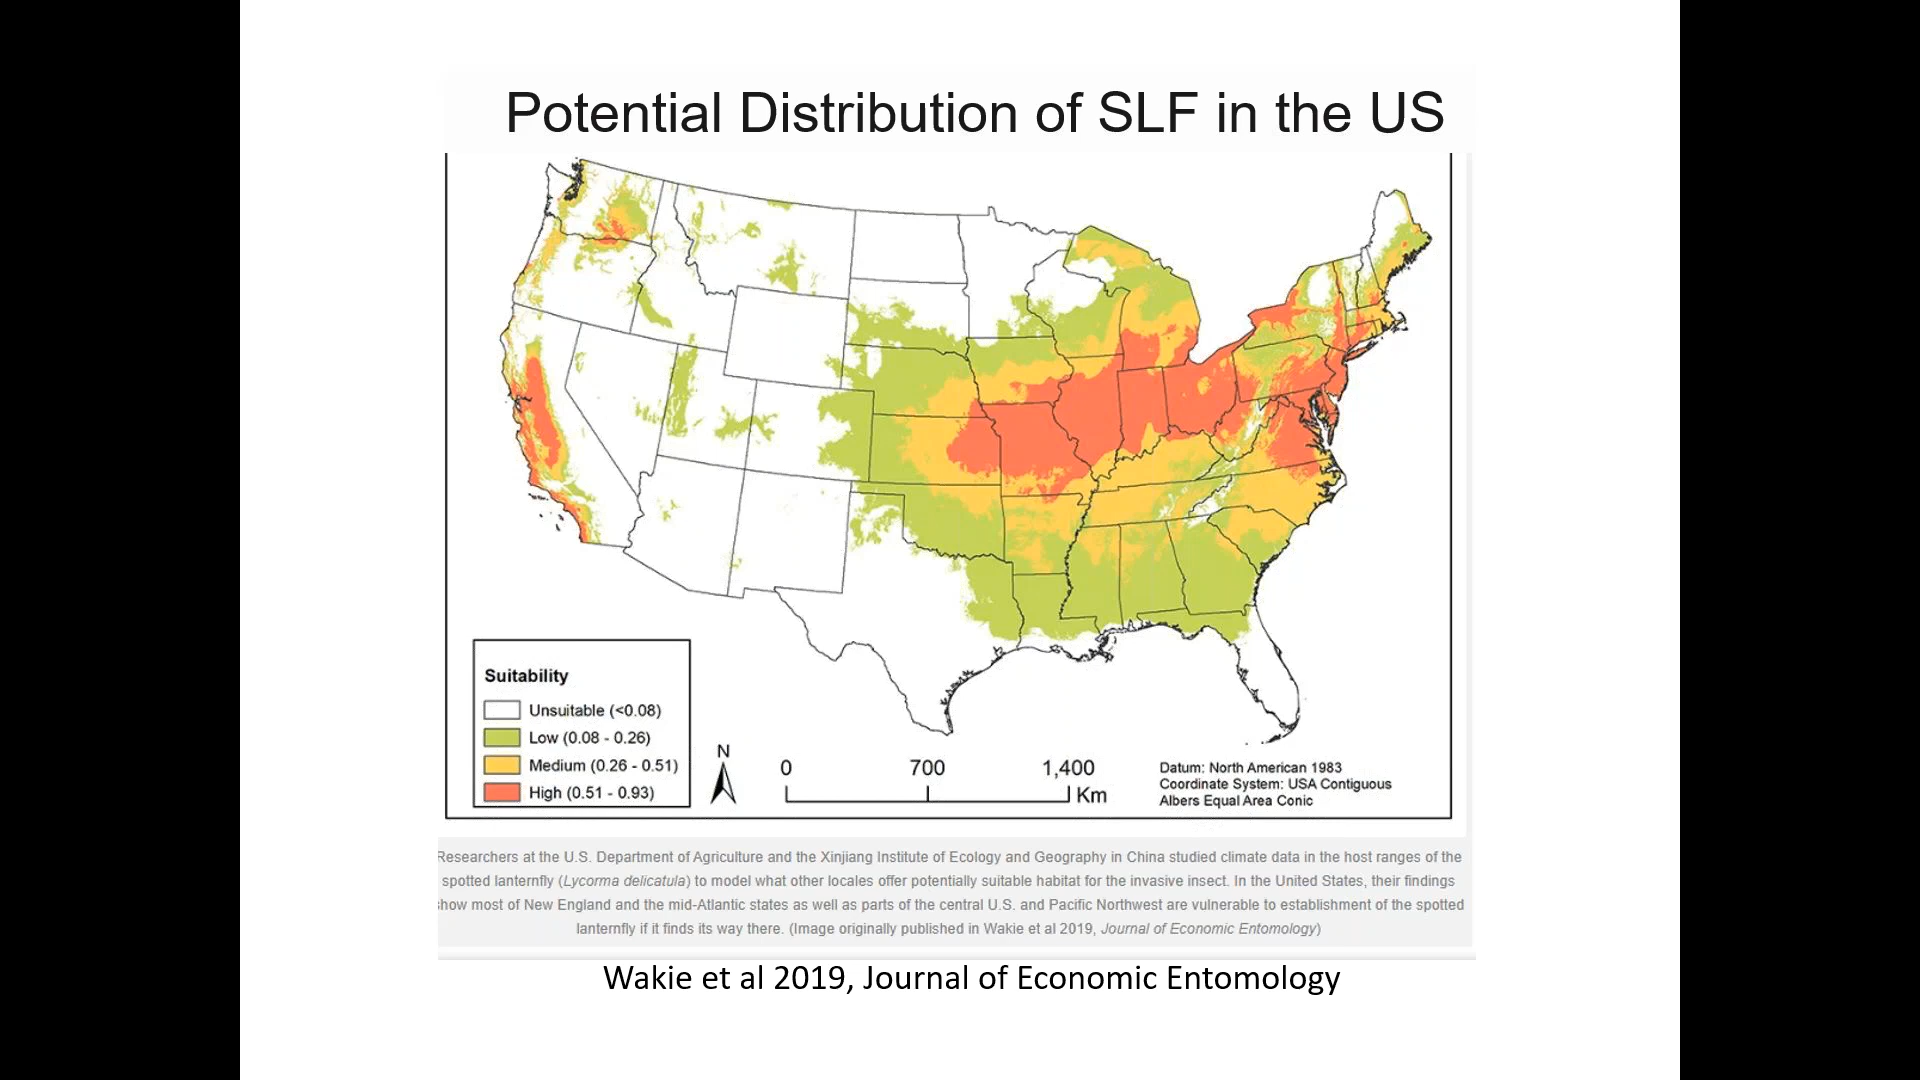 Potential Distribution of SLF in the US
Suitability
Unsuitable (<0.08)
Low (0.08 - 0.26)
Medium (0.26 - 0.51)
High (0.51 - 0.93)
N
0 700 1,400
Km
Datum: North American 1983
Coordinate System: USA Contiguous
Albers Equal Area Conic
Researchers at the U.S. Department of Agriculture and the Xinjiang Institute of Ecology and Geography in China studied climate data in the host ranges of the
spotted lanternfly (Lycorma delicatula) to model what other locales offer potentially suitable habitat for the invasive insect. In the United States, their findings
show most of New England and the mid-Atlantic states as well as parts of the central U.S. and Pacific Northwest are vulnerable to establishment of the spotted
lanternfly if it finds its way there. (Image originally published in Wakie et al 2019, Journal of Economic Entomology)
Wakie et al 2019, Journal of Economic Entomology